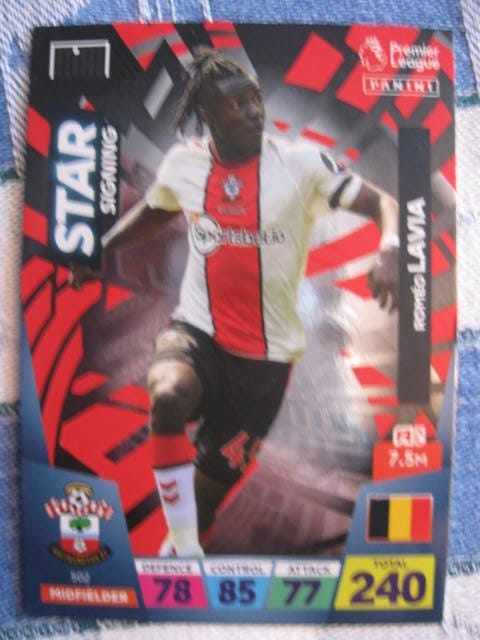 Premier
League
PANINI
STAR
SIGNING
ROMÉO LAVIA
Sportsbet.io
7.5M
302
MIDFIELDER
DEFENCE
78
CONTROL
85
ATTACK
77
TOTAL
240